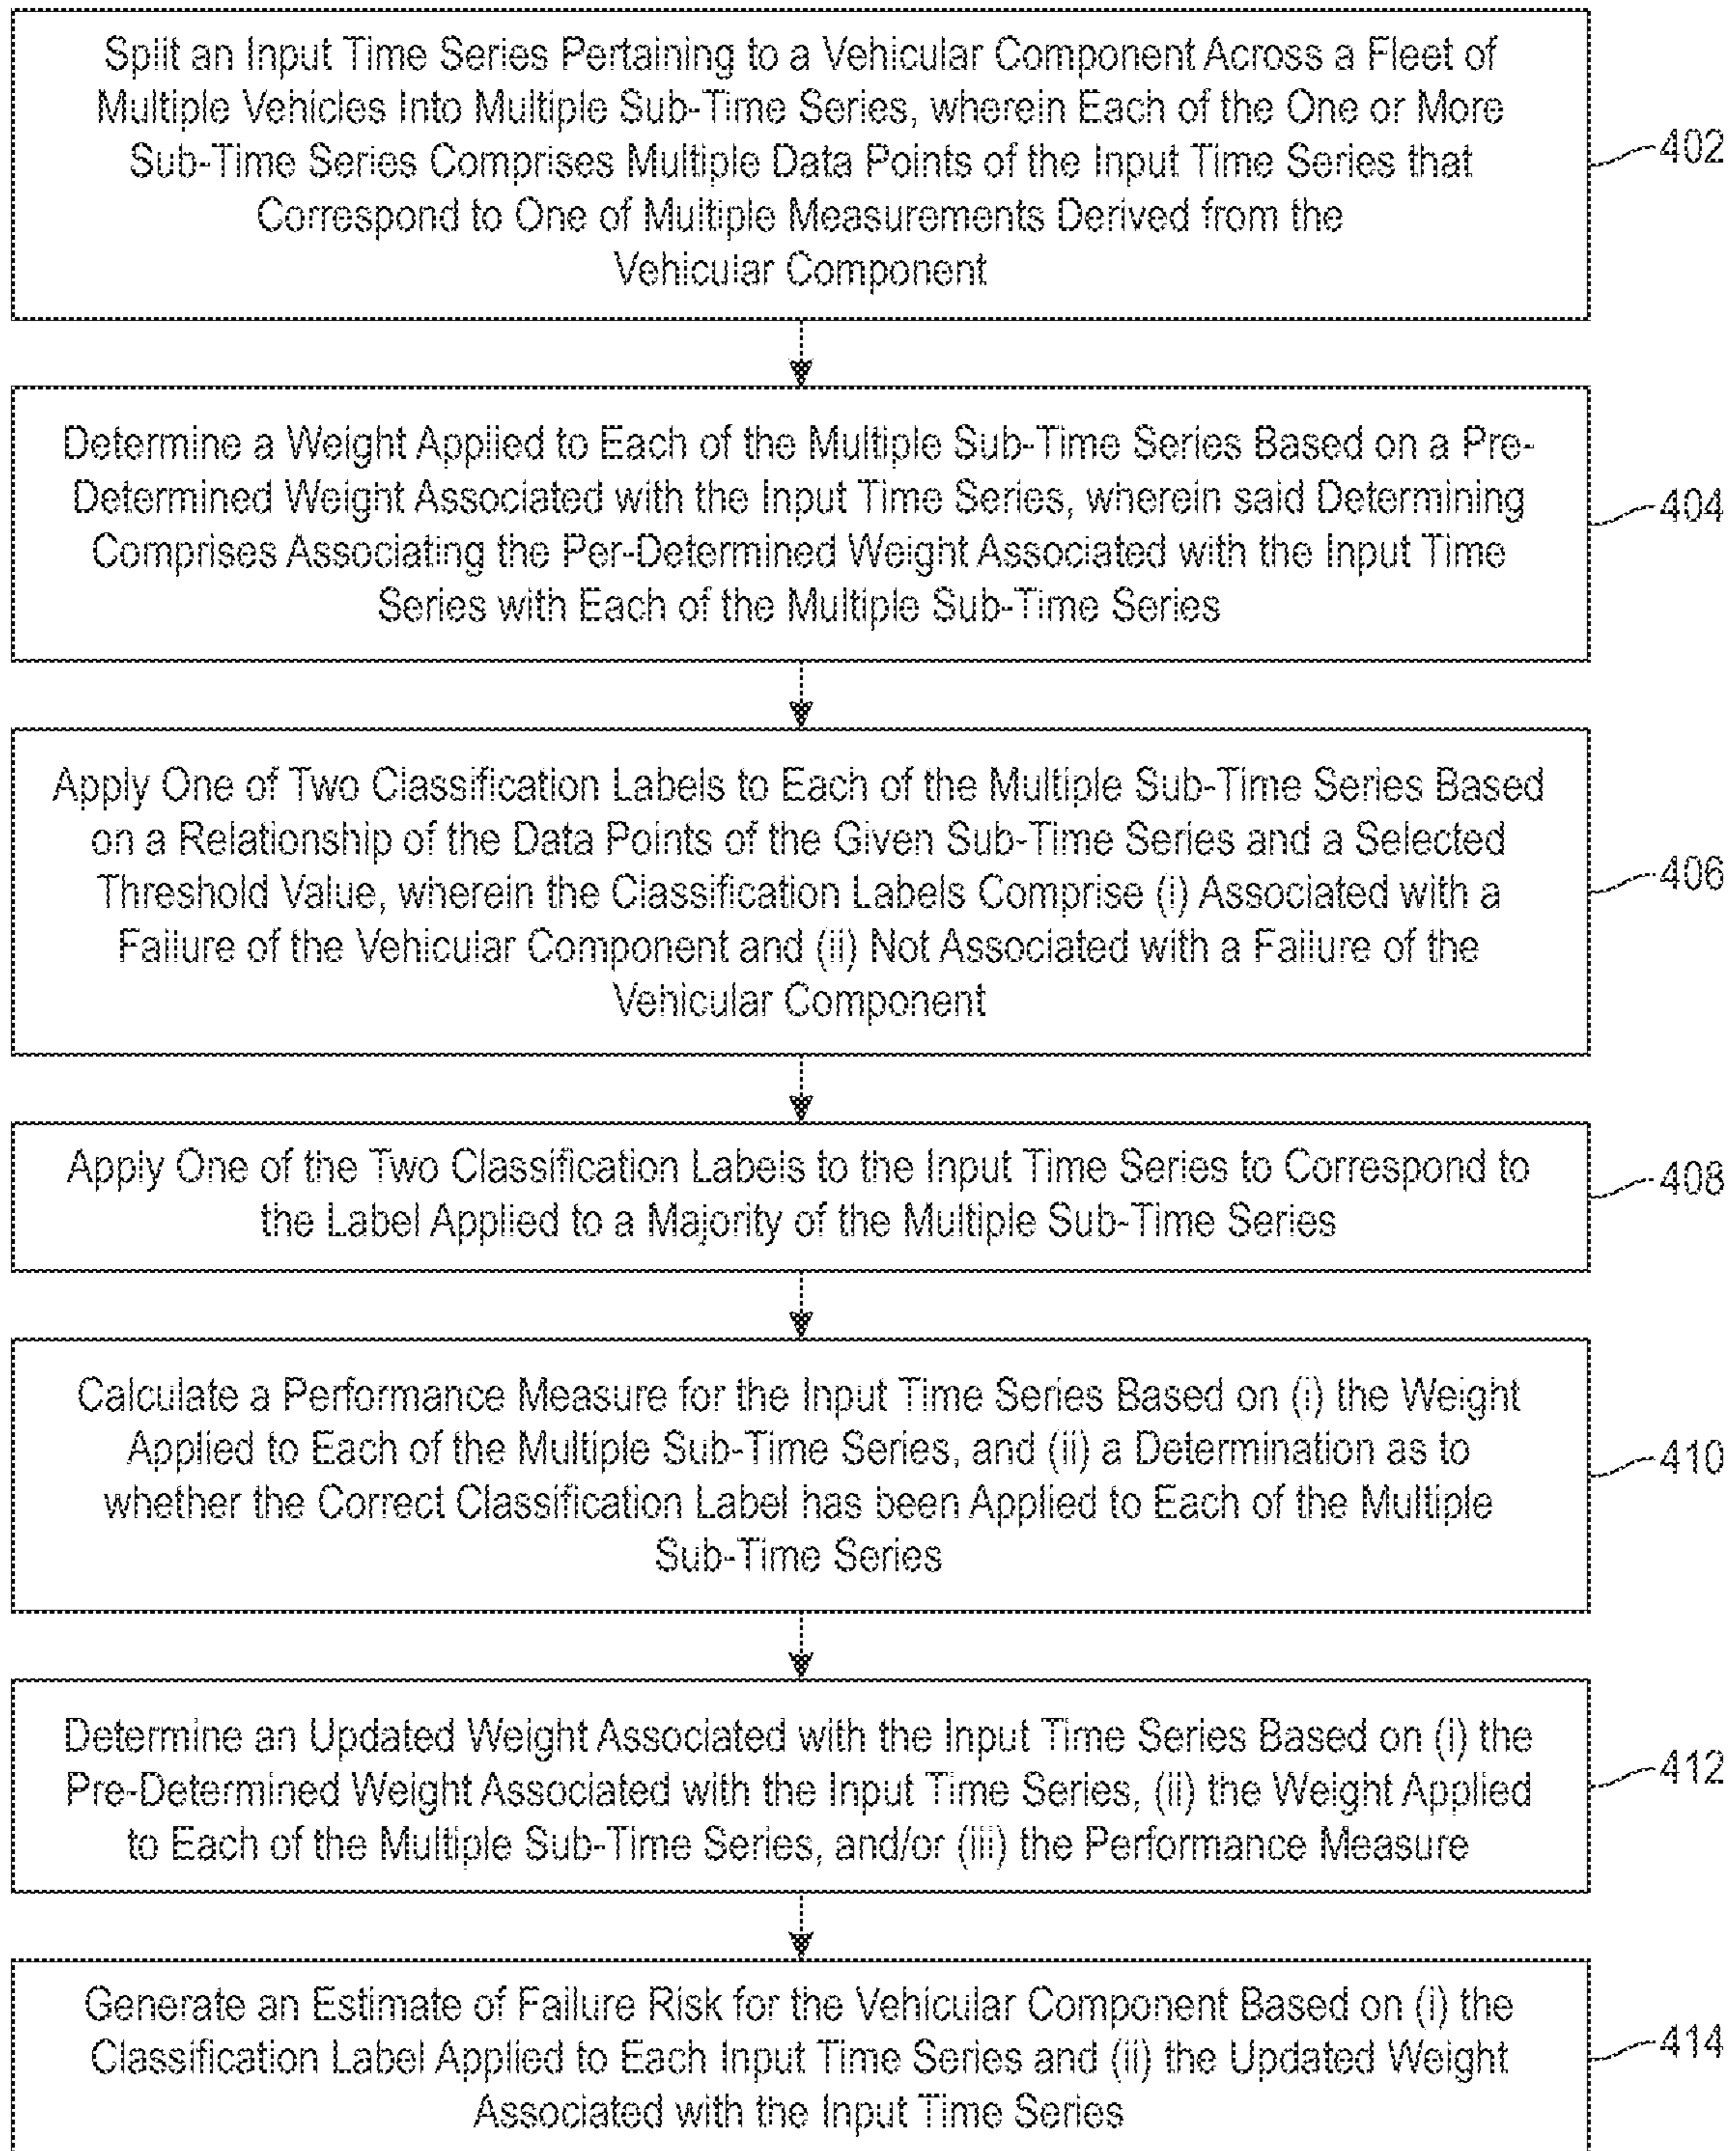 Split an Input Time Series Pertaining to a Vehicular Component Across a Fleet of
Multiple Vehicles Into Multiple Sub-Time Series, wherein Each of the One or More
Sub-Time Series Comprises Multiple Data Points of the Input Time Series that
Correspond to One of Multiple Measurements Derived from the
Vehicular Component
402
Determine a Weight Applied to Each of the Multiple Sub-Time Series Based on a Pre-
Determined Weight Associated with the Input Time Series, wherein said Determining
Comprises Associating the Per-Determined Weight Associated with the Input Time
Series with Each of the Multiple Sub-Time Series
404
Apply One of Two Classification Labels to Each of the Multiple Sub-Time Series Based
on a Relationship of the Data Points of the Given Sub-Time Series and a Selected
Threshold Value, wherein the Classification Labels Comprise (i) Associated with a
Failure of the Vehicular Component and (ii) Not Associated with a Failure of the
Vehicular Component
406
Apply One of the Two Classification Labels to the Input Time Series to Correspond to
the Label Applied to a Majority of the Multiple Sub-Time Series
408
Calculate a Performance Measure for the Input Time Series Based on (i) the Weight
Applied to Each of the Multiple Sub-Time Series, and (ii) a Determination as to
whether the Correct Classification Label has been Applied to Each of the Multiple
Sub-Time Series
410
Determine an Updated Weight Associated with the Input Time Series Based on (i) the
Pre-Determined Weight Associated with the Input Time Series, (ii) the Weight Applied
to Each of the Multiple Sub-Time Series, and/or (iii) the Performance Measure
412
Generate an Estimate of Failure Risk for the Vehicular Component Based on (i) the
Classification Label Applied to Each Input Time Series and (ii) the Updated Weight
Associated with the Input Time Series
414